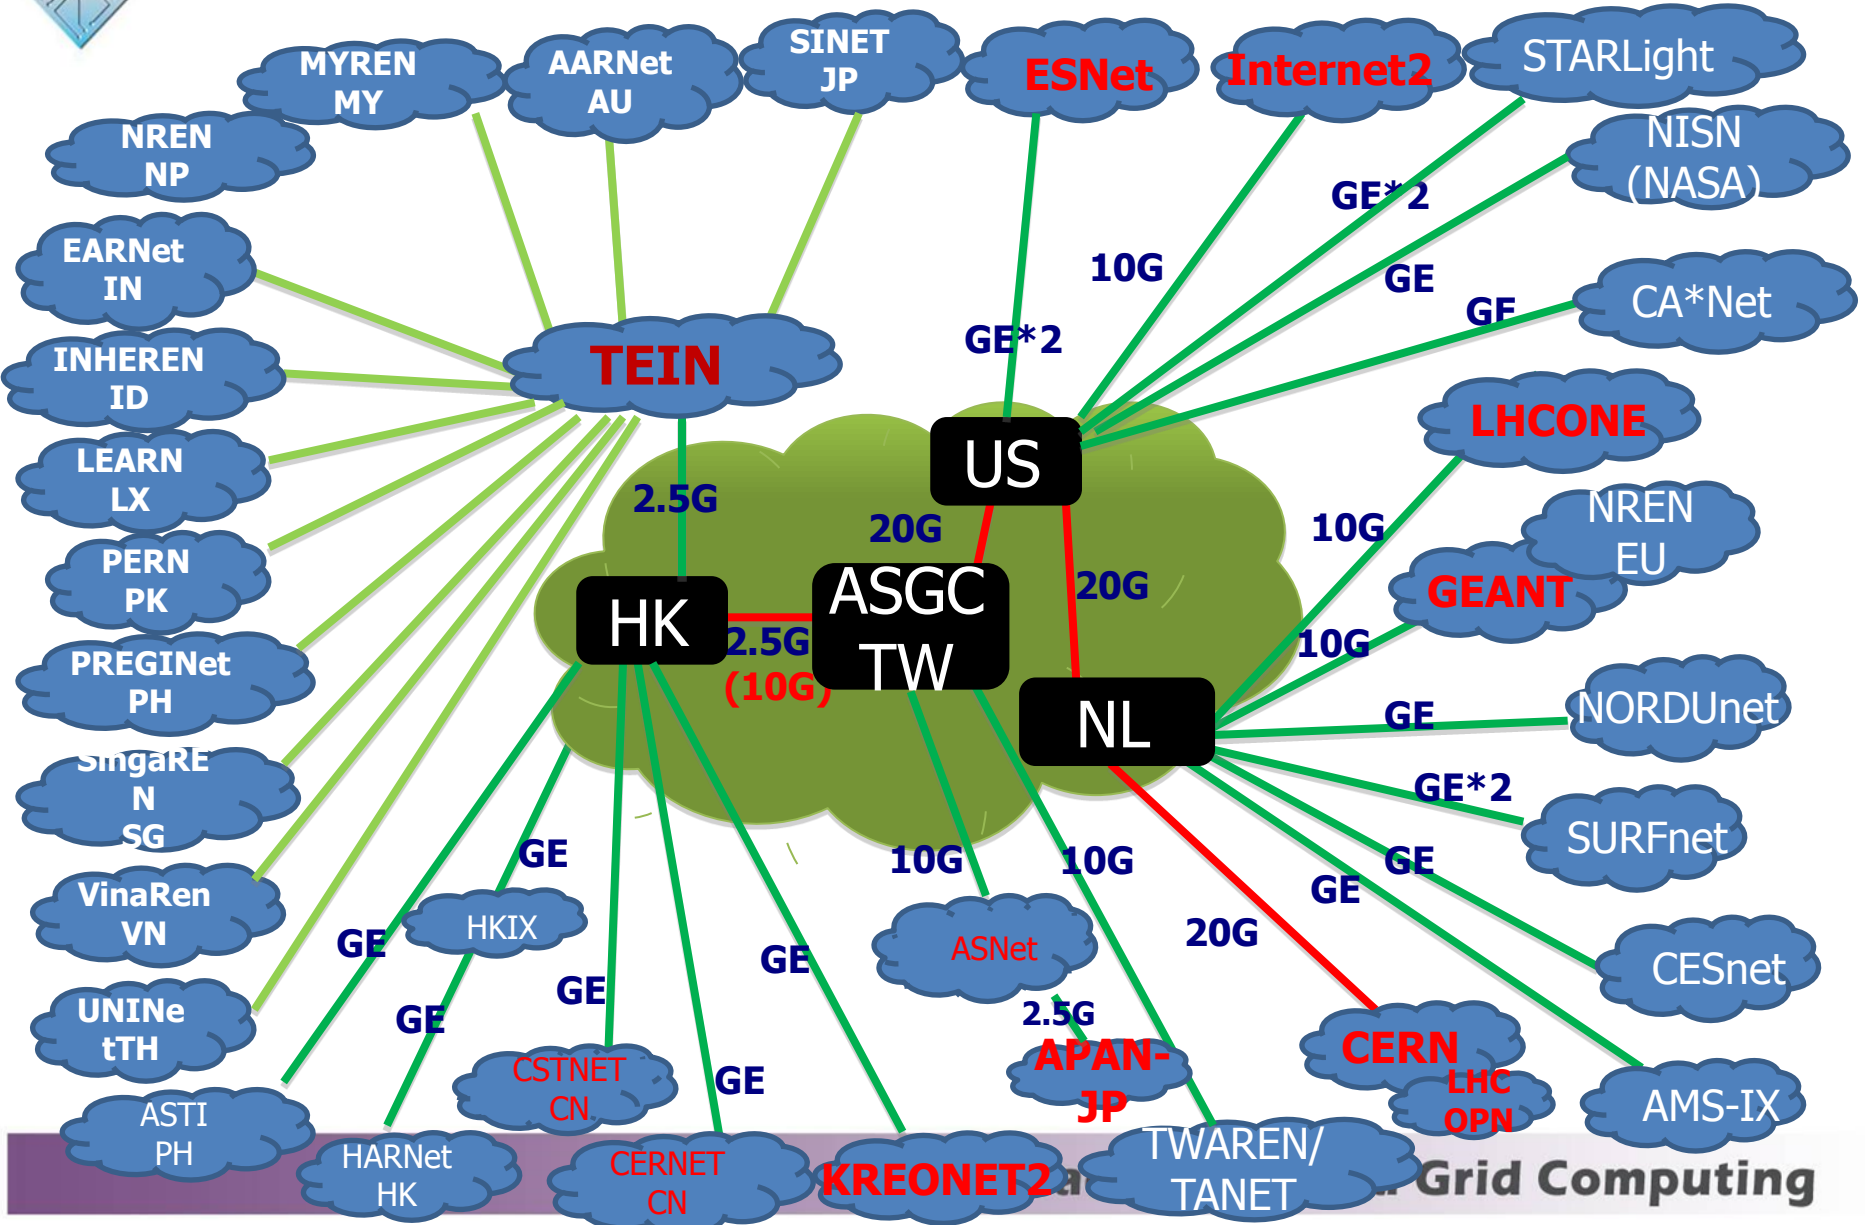 MYREN
MY
AARNet
AU
SINET
JP
ESNet
Internet2
STARLight
NREN
NP
NISN
(NASA)
GE*2
EARNet
IN
10G
GE
CA*Net
GE
GE*2
INHEREN
ID
TEIN
LHCONE
LEARN
LX
US
2.5G
20G
10G
NREN
EU
PERN
PK
HK
ASGC
TW
20G
GEANT
2.5G
(10G)
10G
PREGINet
PH
NL
GE
NORDUnet
SingaRE
N
SG
GE*2
SURFnet
GE
10G
10G
GE
GE
VinaRen
VN
HKIX
GE
GE
ASNet
20G
CESnet
GE
GE
2.5G
UNINe
tTH
CSTNET
CN
GE
APAN-
JP
CERN
LHC
OPN
AMS-IX
ASTI
PH
HARNet
HK
CERNET
CN
KREONET2
TWAREN/
TANET
Grid Computing